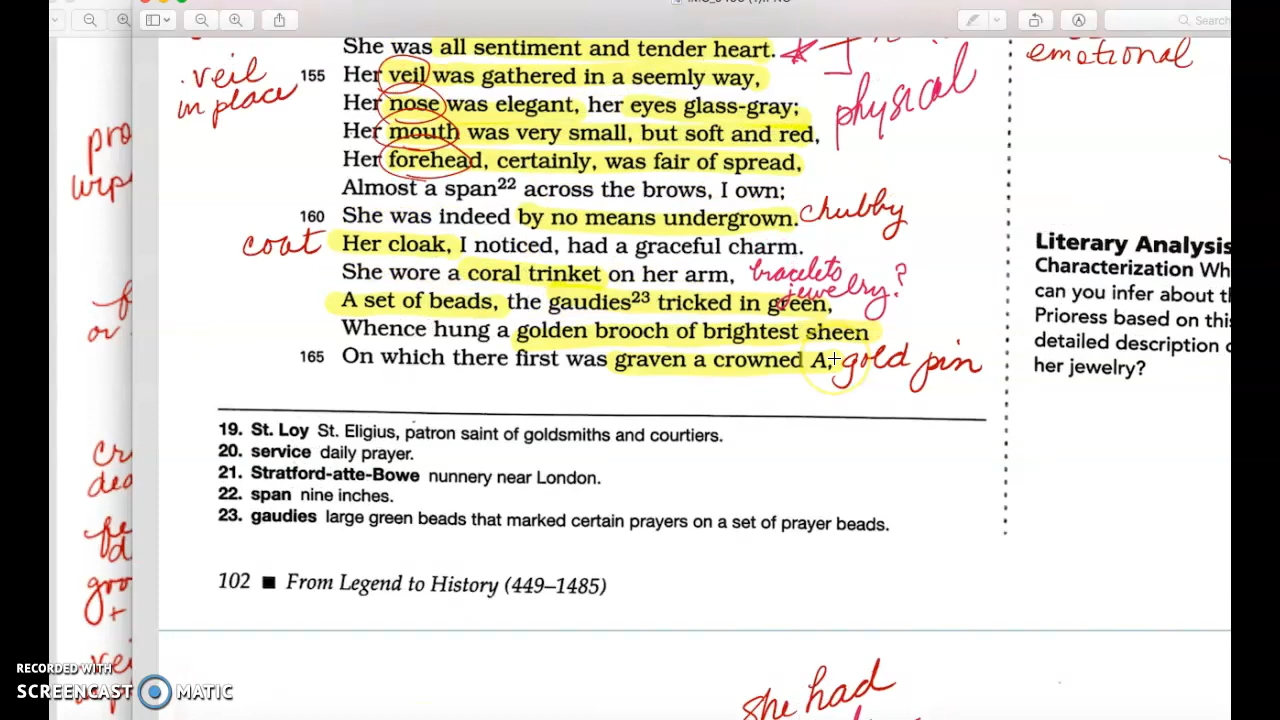 Search
She was all sentiment and tender heart.
emotional
.veil
in place
155 Her veil was gathered in a seemly way,
Her nose was elegant, her eyes glass-gray;
physical
Her mouth was very small, but soft and red,
Her forehead, certainly, was fair of spread,
Almost a span22 across the brows, I own;
160 She was indeed by no means undergrown.
chubby
coat
Her cloak, I noticed, had a graceful charm.
She wore a coral trinket on her arm,
bracelets
jewelry?
A set of beads, the gaudies23 tricked in green,
Whence hung a golden brooch of brightest sheen
165 On which there first was graven a crowned A,
gold pin
Literary Analysis
Characterization
can you infer about
Prioress based on
detailed description
her jewelry?
19. St. Loy St. Eligius, patron saint of goldsmiths and courtiers.
20. service daily prayer.
21. Stratford-atte-Bowe nunnery near London.
22. span nine inches.
23. gaudies large green beads that marked certain prayers on a set of prayer beads.
102 ■ From Legend to History (449–1485)
she had
RECORDED WITH
SCREENCAST MATIC